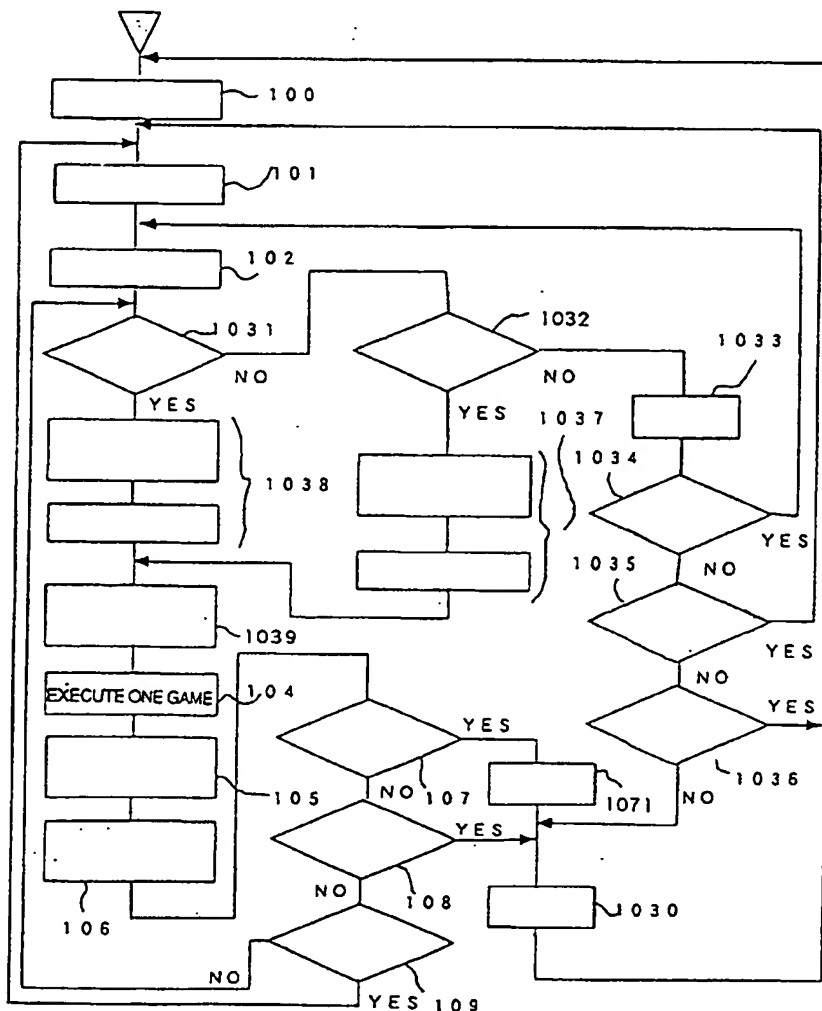 100
101
102
1031
NO
YES
1032
NO
YES
1033
1038
1037
1034
YES
NO
1035
YES
NO
YES
1036
NO
1039
EXECUTE ONE GAME
104
105
106
YES
107
NO
1071
YES
108
NO
1030
NO
YES
109